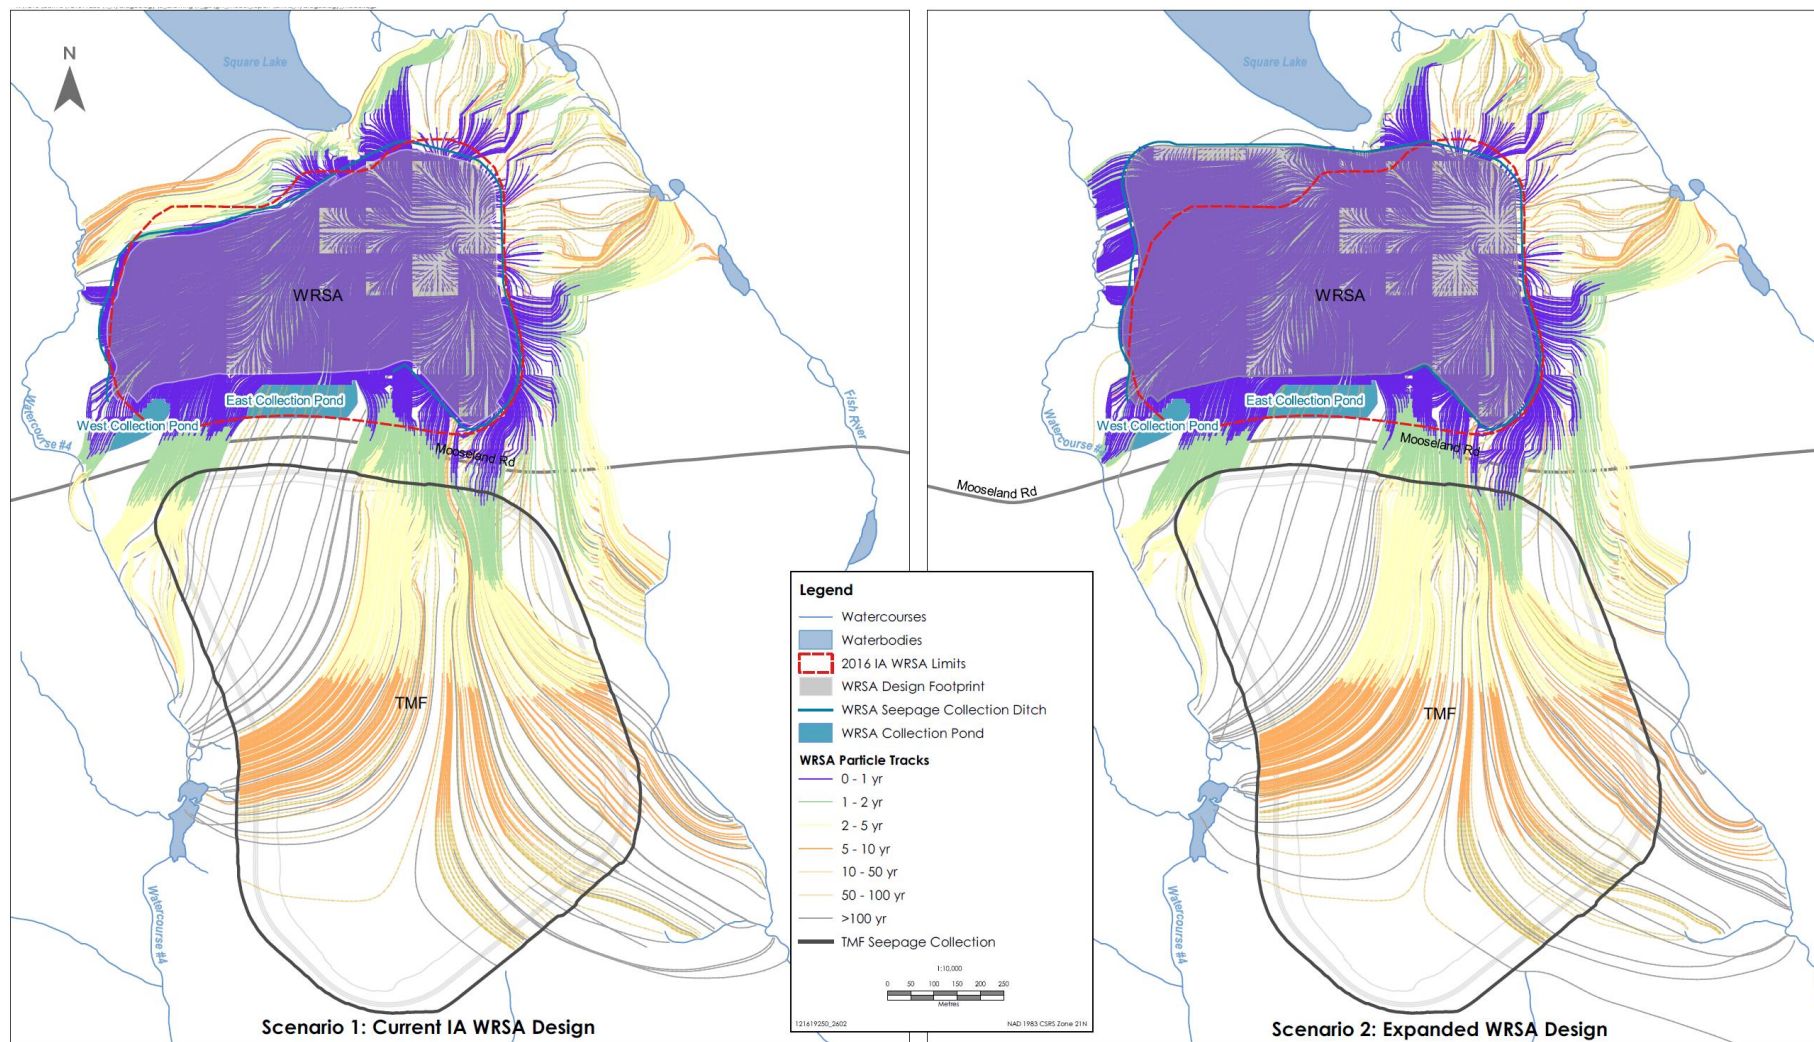 N
Square Lake
WRSA
East Collection Pond
West Collection Pond
Watercourse #4
Mooseland Rd
Fish River
TMF
Watercourse #4
Scenario 1: Current IA WRSA Design
Square Lake
WRSA
East Collection Pond
West Collection Pond
Mooseland Rd
Mooseland Rd
TMF
Watercourse #4
Scenario 2: Expanded WRSA Design
Legend
Watercourses
Waterbodies
2016 IA WRSA Limits
WRSA Design Footprint
WRSA Seepage Collection Ditch
WRSA Collection Pond
WRSA Particle Tracks
0 - 1 yr
1 - 2 yr
2 - 5 yr
5 - 10 yr
10 - 50 yr
50 - 100 yr
>100 yr
TMF Seepage Collection
1:10,000
0 50 100 150 200 250
Metres
121619250_2602 NAD 1983 CSRS Zone 21N